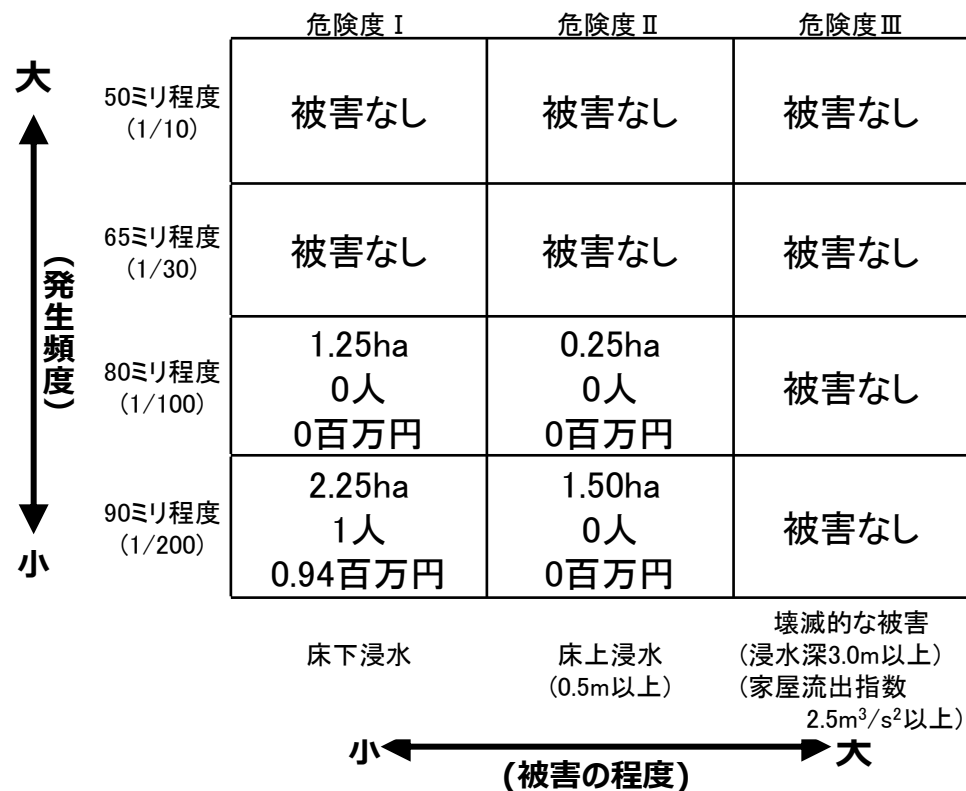 危険度Ⅰ 危険度Ⅱ 危険度Ⅲ
大
50ミリ程度
(1/10)
被害なし 被害なし 被害なし
65ミリ程度
(1/30)
被害なし 被害なし 被害なし
(発生頻度)
80ミリ程度
(1/100)
1.25ha
0人
0百万円
0.25ha
0人
0百万円
被害なし
90ミリ程度
(1/200)
2.25ha
1人
0.94百万円
1.50ha
0人
0百万円
被害なし
小
床下浸水
床上浸水
(0.5m以上)
壊滅的な被害
(浸水深3.0m以上)
(家屋流出指数
2.5m³/s²以上)
小 大
(被害の程度)